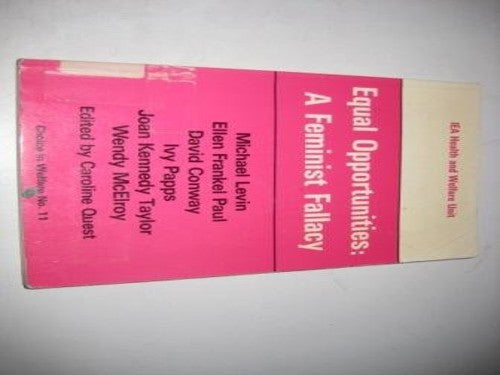 IEA Health and Welfare Unit
Equal Opportunities:
A Feminist Fallacy
Michael Levin
Ellen Frankel Paul
David Conway
Ivy Papps
Joan Kennedy Taylor
Wendy McElroy
Edited by Caroline Quest
Choice in Welfare No. 11